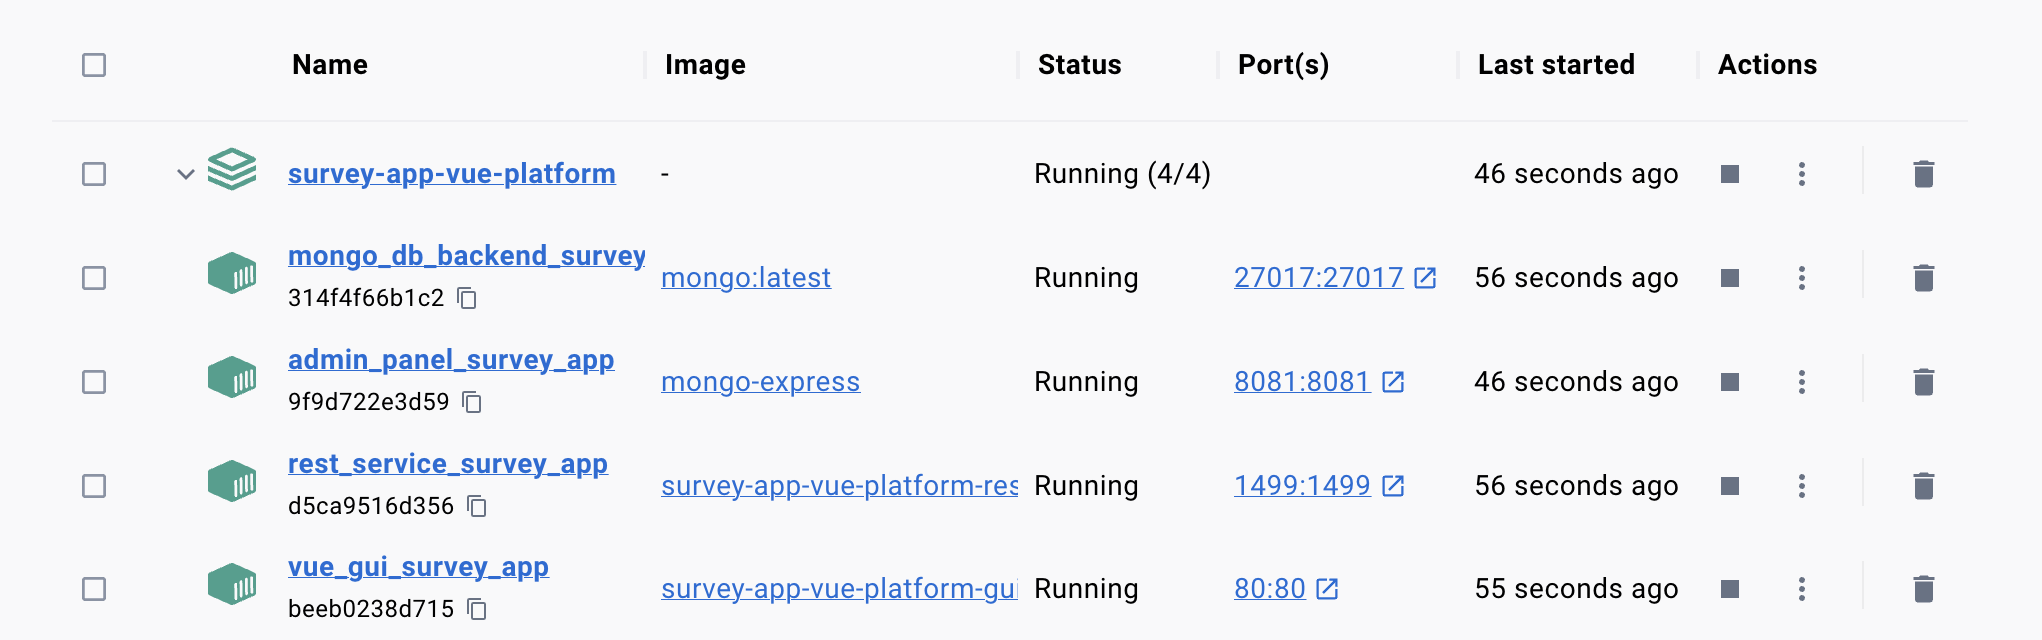 Name Image Status Port(s) Last started Actions
survey-app-vue-platform - Running (4/4) 46 seconds ago
mongo_db_backend_survey
314f4f66b1c2
mongo:latest Running 27017:27017 56 seconds ago
admin_panel_survey_app
9f9d722e3d59
mongo-express Running 8081:8081 46 seconds ago
rest_service_survey_app
d5ca9516d356
survey-app-vue-platform-res Running 1499:1499 56 seconds ago
vue_gui_survey_app
beeb0238d715
survey-app-vue-platform-gui Running 80:80 55 seconds ago